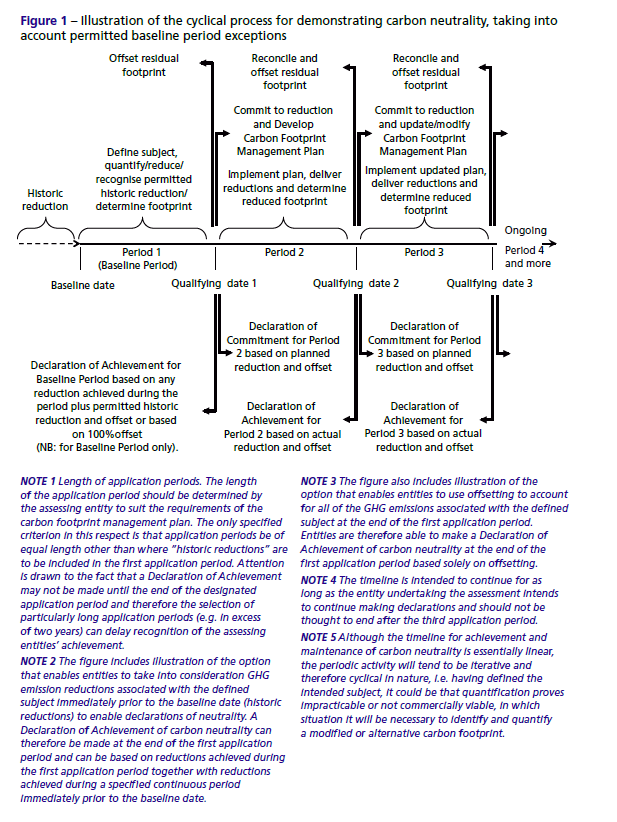 Figure 1 – Illustration of the cyclical process for demonstrating carbon neutrality, taking into
account permitted baseline period exceptions
Offset residual
footprint
Reconcile and
offset residual
footprint
Reconcile and
offset residual
footprint
Commit to reduction
and Develop
Carbon Footprint
Management Plan
Commit to reduction
and update/modify
Carbon Footprint
Management Plan
Define subject,
quantify/reduce/
recognise permitted
historic reduction/
determine footprint
Implement plan, deliver
reductions and determine
reduced footprint
Implement updated plan,
deliver reductions and
determine reduced
footprint
Historic
reduction
Ongoing
Period 1
(Baseline Period)
Period 2
Period 3
Period 4
and more
Baseline date
Qualifying date 1
Qualifying date 2
Qualifying date 3
Declaration of
Commitment for Period
2 based on planned
reduction and offset
Declaration of
Commitment for Period
3 based on planned
reduction and offset
Declaration of Achievement for
Baseline Period based on any
reduction achieved during the
period plus permitted historic
reduction and offset or based
on 100%offset
(NB: for Baseline Period only).
Declaration of
Achievement for
Period 2 based on actual
reduction and offset
Declaration of
Achievement for
Period 3 based on actual
reduction and offset
NOTE 1 Length of application periods. The length
of the application period should be determined by
the assessing entity to suit the requirements of the
carbon footprint management plan. The only specified
criterion in this respect is that application periods be of
equal length other than where "historic reductions" are
to be included in the first application period. Attention
is drawn to the fact that a Declaration of Achievement
may not be made until the end of the designated
application period and therefore the selection of
particularly long application periods (e.g. in excess
of two years) can delay recognition of the assessing
entities' achievement.
NOTE 2 The figure includes illustration of the option
that enables entities to take into consideration GHG
emission reductions associated with the defined
subject immediately prior to the baseline date (historic
reductions) to enable declarations of neutrality. A
Declaration of Achievement of carbon neutrality can
therefore be made at the end of the first application
period and can be based on reductions achieved during
the first application period together with reductions
achieved during a specified continuous period
immediately prior to the baseline date.
NOTE 3 The figure also includes illustration of the
option that enables entities to use offsetting to account
for all of the GHG emissions associated with the defined
subject at the end of the first application period.
Entities are therefore able to make a Declaration of
Achievement of carbon neutrality at the end of the
first application period based solely on offsetting.
NOTE 4 The timeline is intended to continue for as
long as the entity undertaking the assessment intends
to continue making declarations and should not be
thought to end after the third application period.
NOTE 5 Although the timeline for achievement and
maintenance of carbon neutrality is essentially linear,
the periodic activity will tend to be iterative and
therefore cyclical in nature, i.e. having defined the
intended subject, it could be that quantification proves
impracticable or not commercially viable, in which
situation it will be necessary to identify and quantify
a modified or alternative carbon footprint.